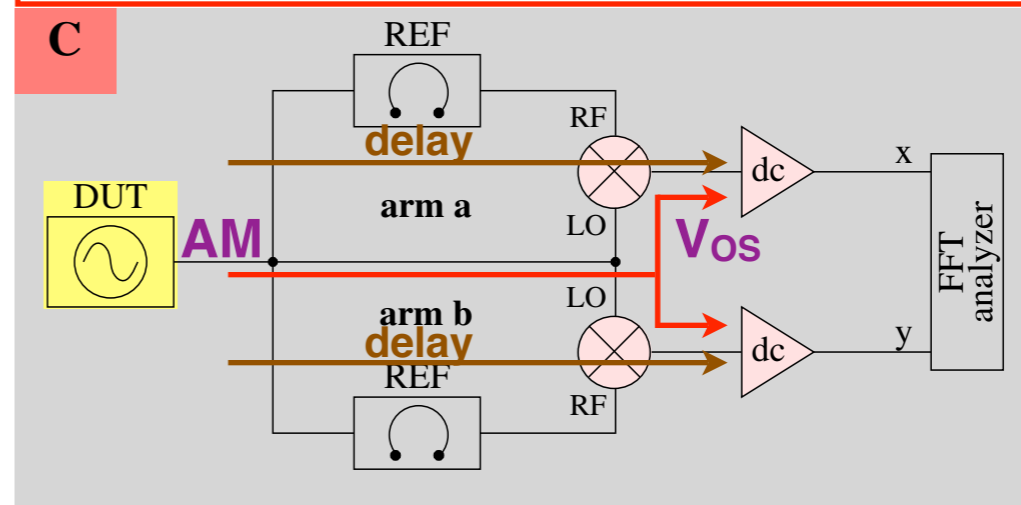 C
REF
delay
RF
dc
x
DUT
arm a
AM
LO
VOS
FFT
analyzer
LO
arm b
delay
REF
dc
y
RF